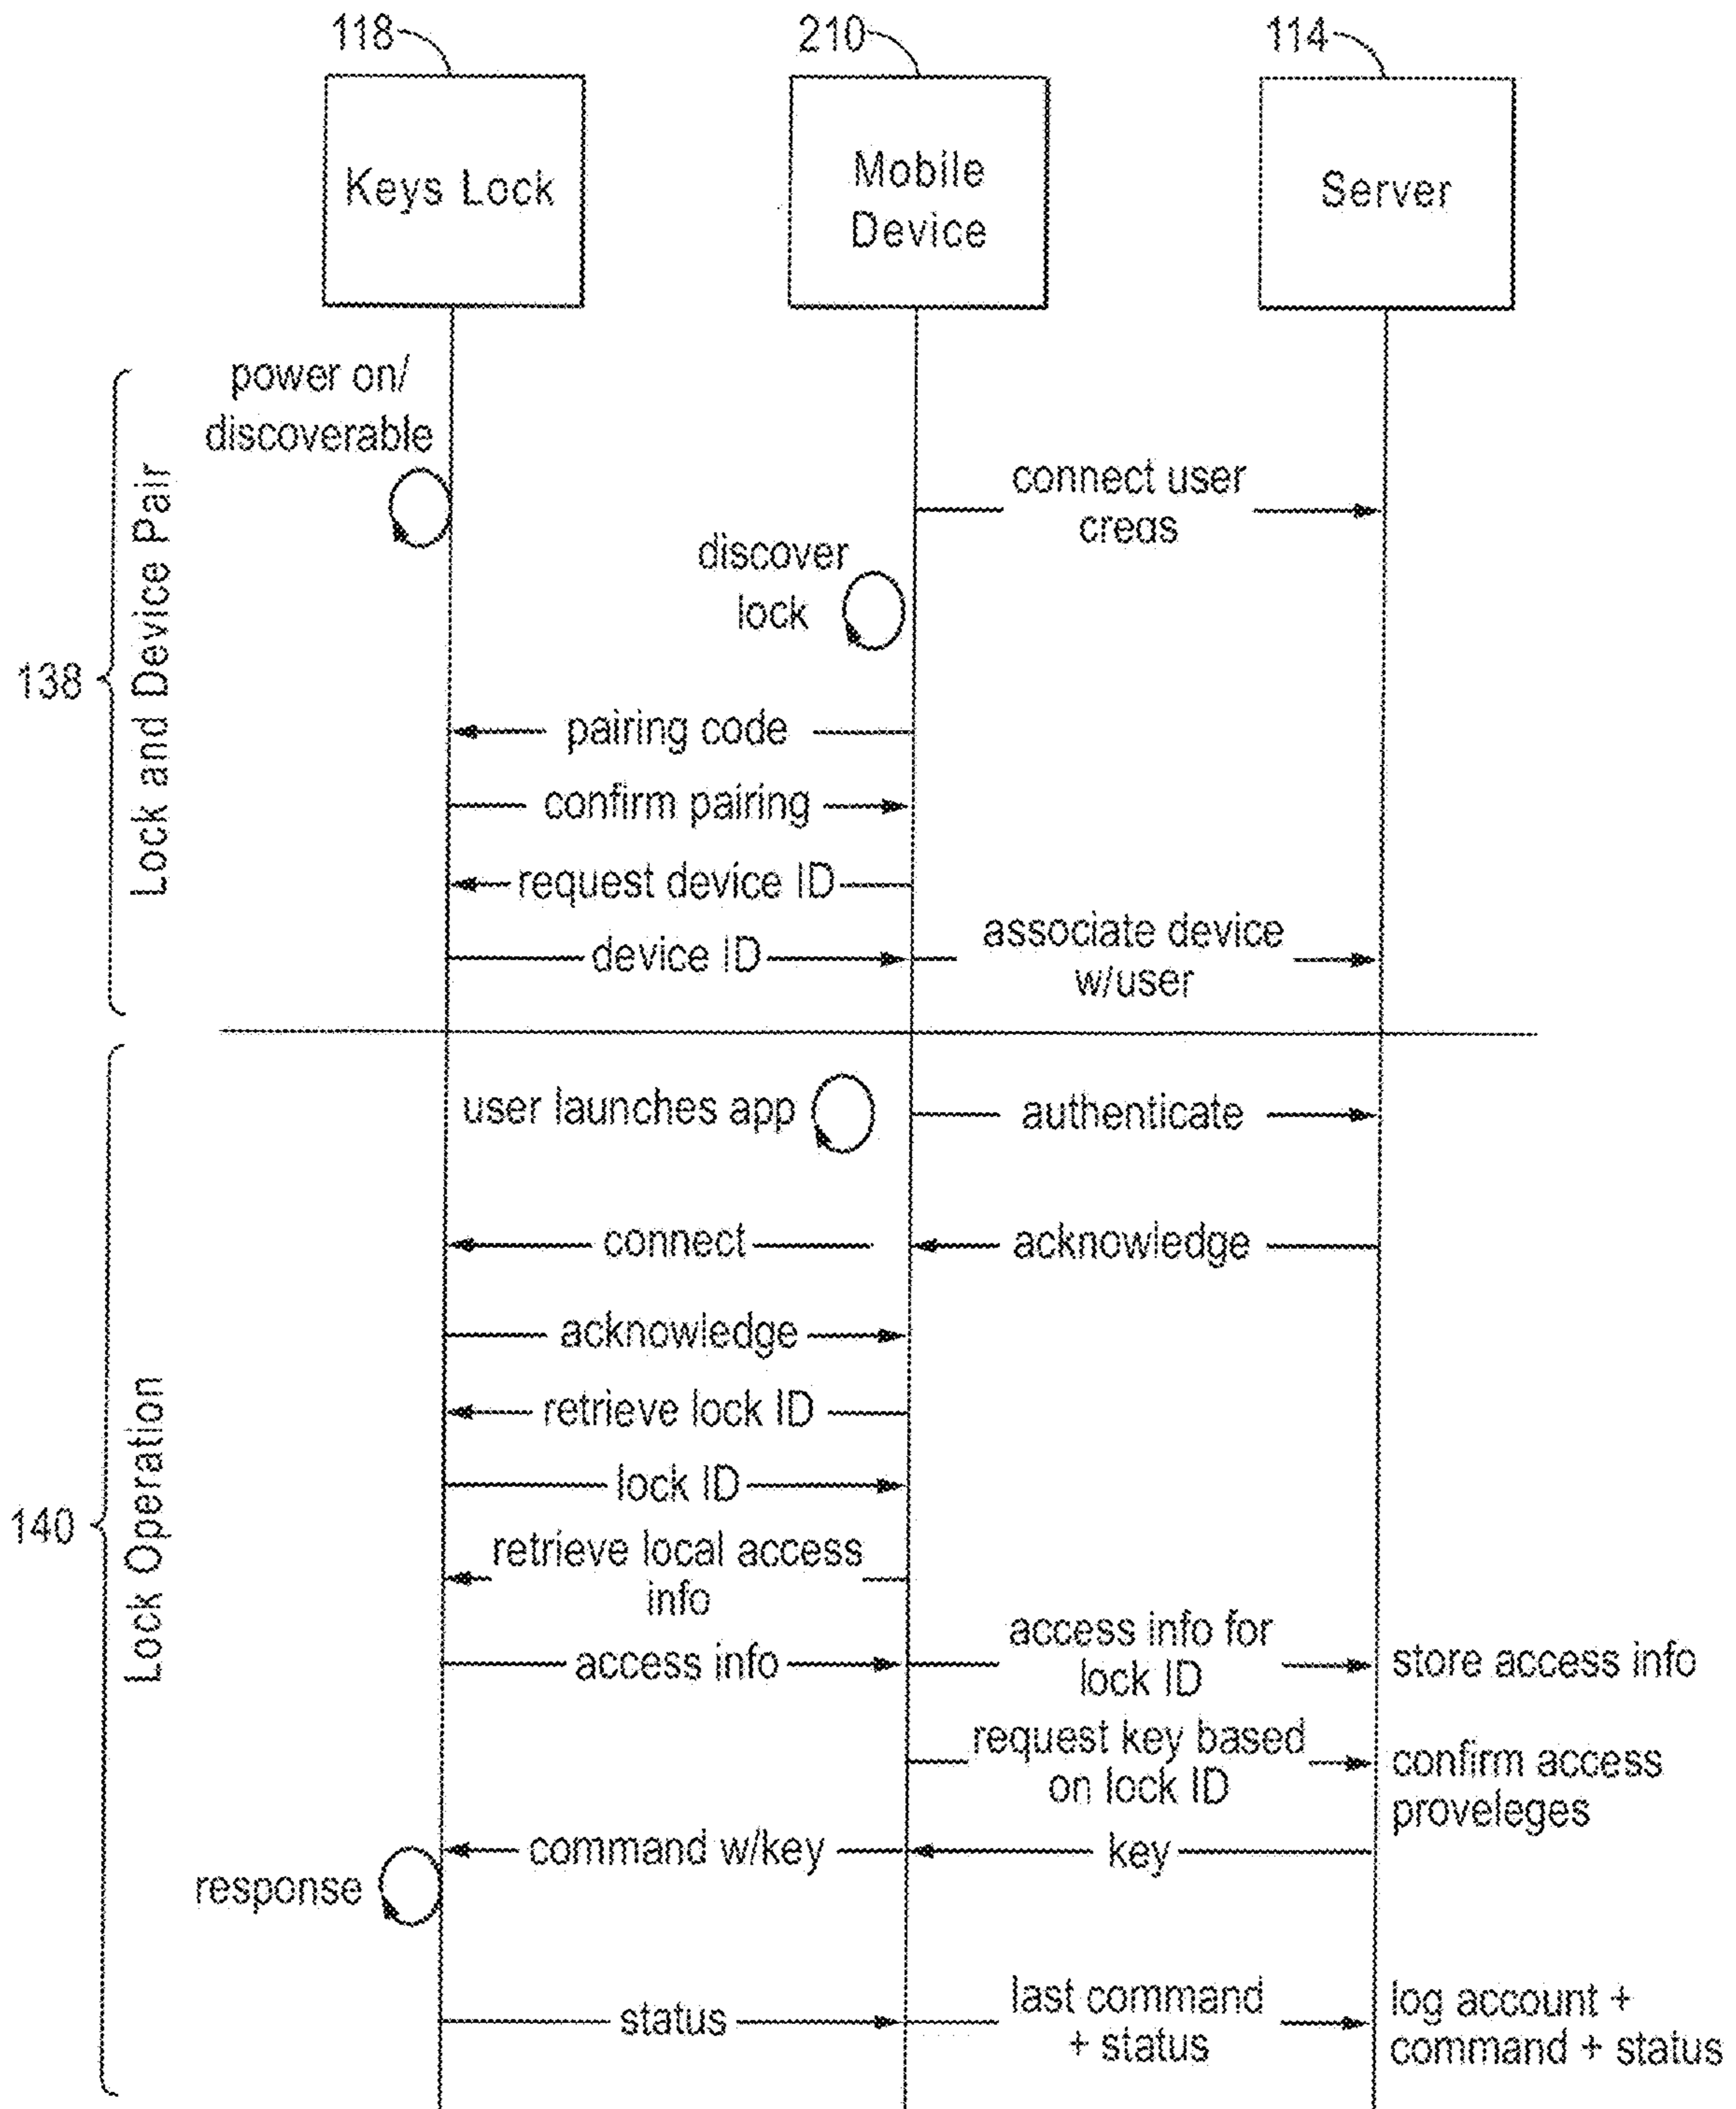 118
210
114
Keys Lock
Mobile
Device
Server
power on/
discoverable
connect user
creqs
discover
lock
138
Lock and Device Pair
pairing code
confirm pairing
request device ID
device ID
associate device
w/user
user launches app
authenticate
connect
acknowledge
acknowledge
retrieve lock ID
lock ID
140
Lock Operation
retrieve local access
info
access info
access info for
lock ID
store access info
request key based
on lock ID
confirm access
proveleges
command w/key
key
response
status
last command
+ status
log account +
command + status